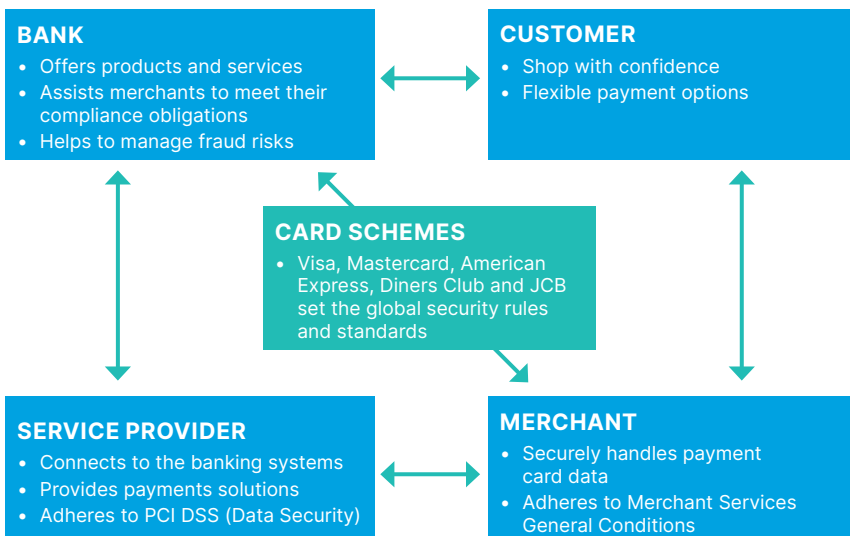 BANK
• Offers products and services
• Assists merchants to meet their
compliance obligations
• Helps to manage fraud risks
CUSTOMER
• Shop with confidence
• Flexible payment options
CARD SCHEMES
• Visa, Mastercard, American
Express, Diners Club and JCB
set the global security rules
and standards
SERVICE PROVIDER
• Connects to the banking systems
• Provides payments solutions
• Adheres to PCI DSS (Data Security)
MERCHANT
• Securely handles payment
card data
• Adheres to Merchant Services
General Conditions